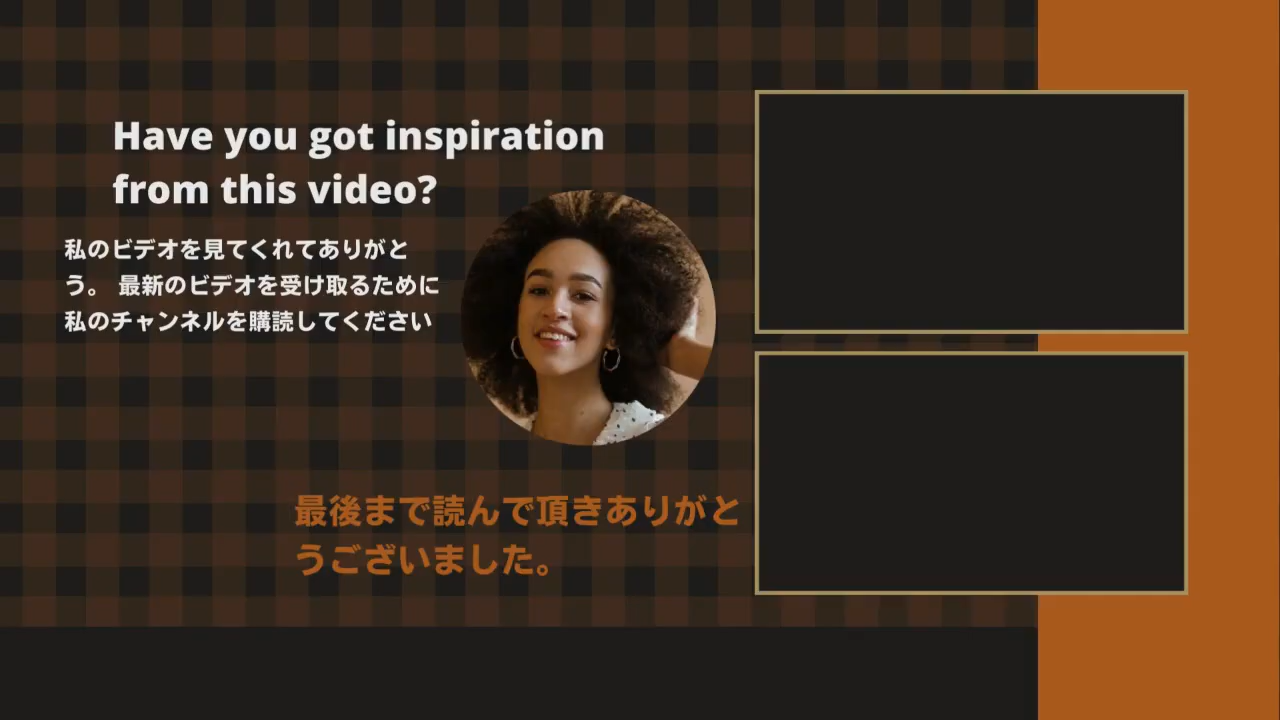 Have you got inspiration
from this video?
私のビデオを見てくれてありがと
う。 最新のビデオを受け取るために
私のチャンネルを購読してください
最後まで読んで頂きありがと
うございました。